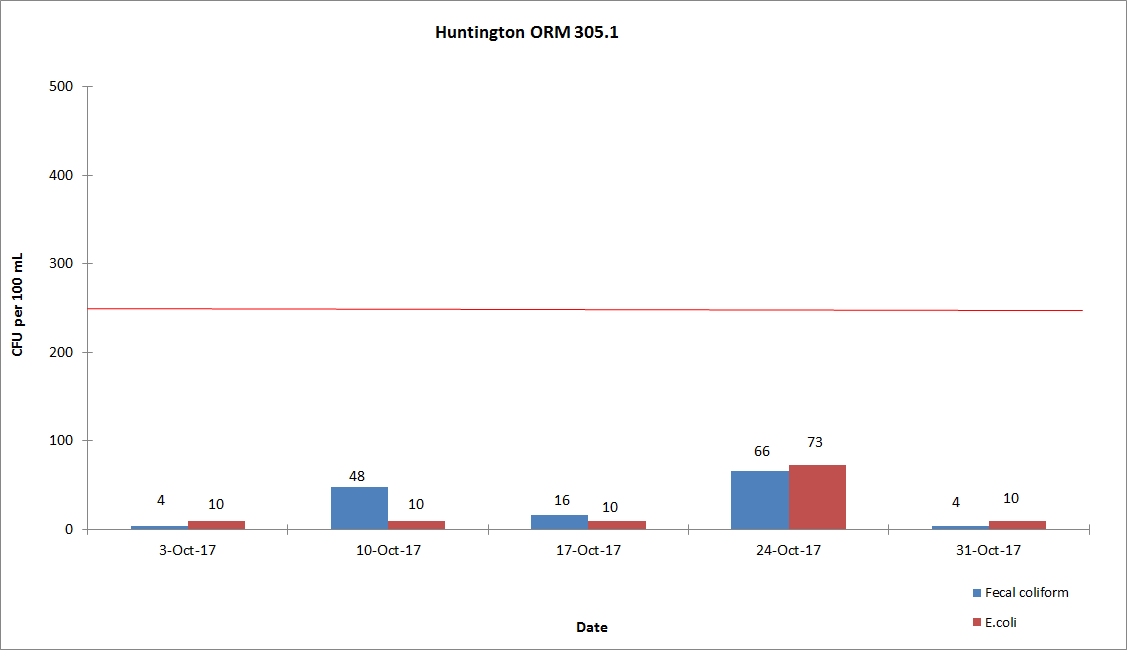 Huntington ORM 305.1
CFU per 100 mL
500
400
300
200
100
0
4
10
48
10
16
10
66
73
4
10
3-Oct-17
10-Oct-17
17-Oct-17
24-Oct-17
31-Oct-17
Date
Fecal coliform
E.coli